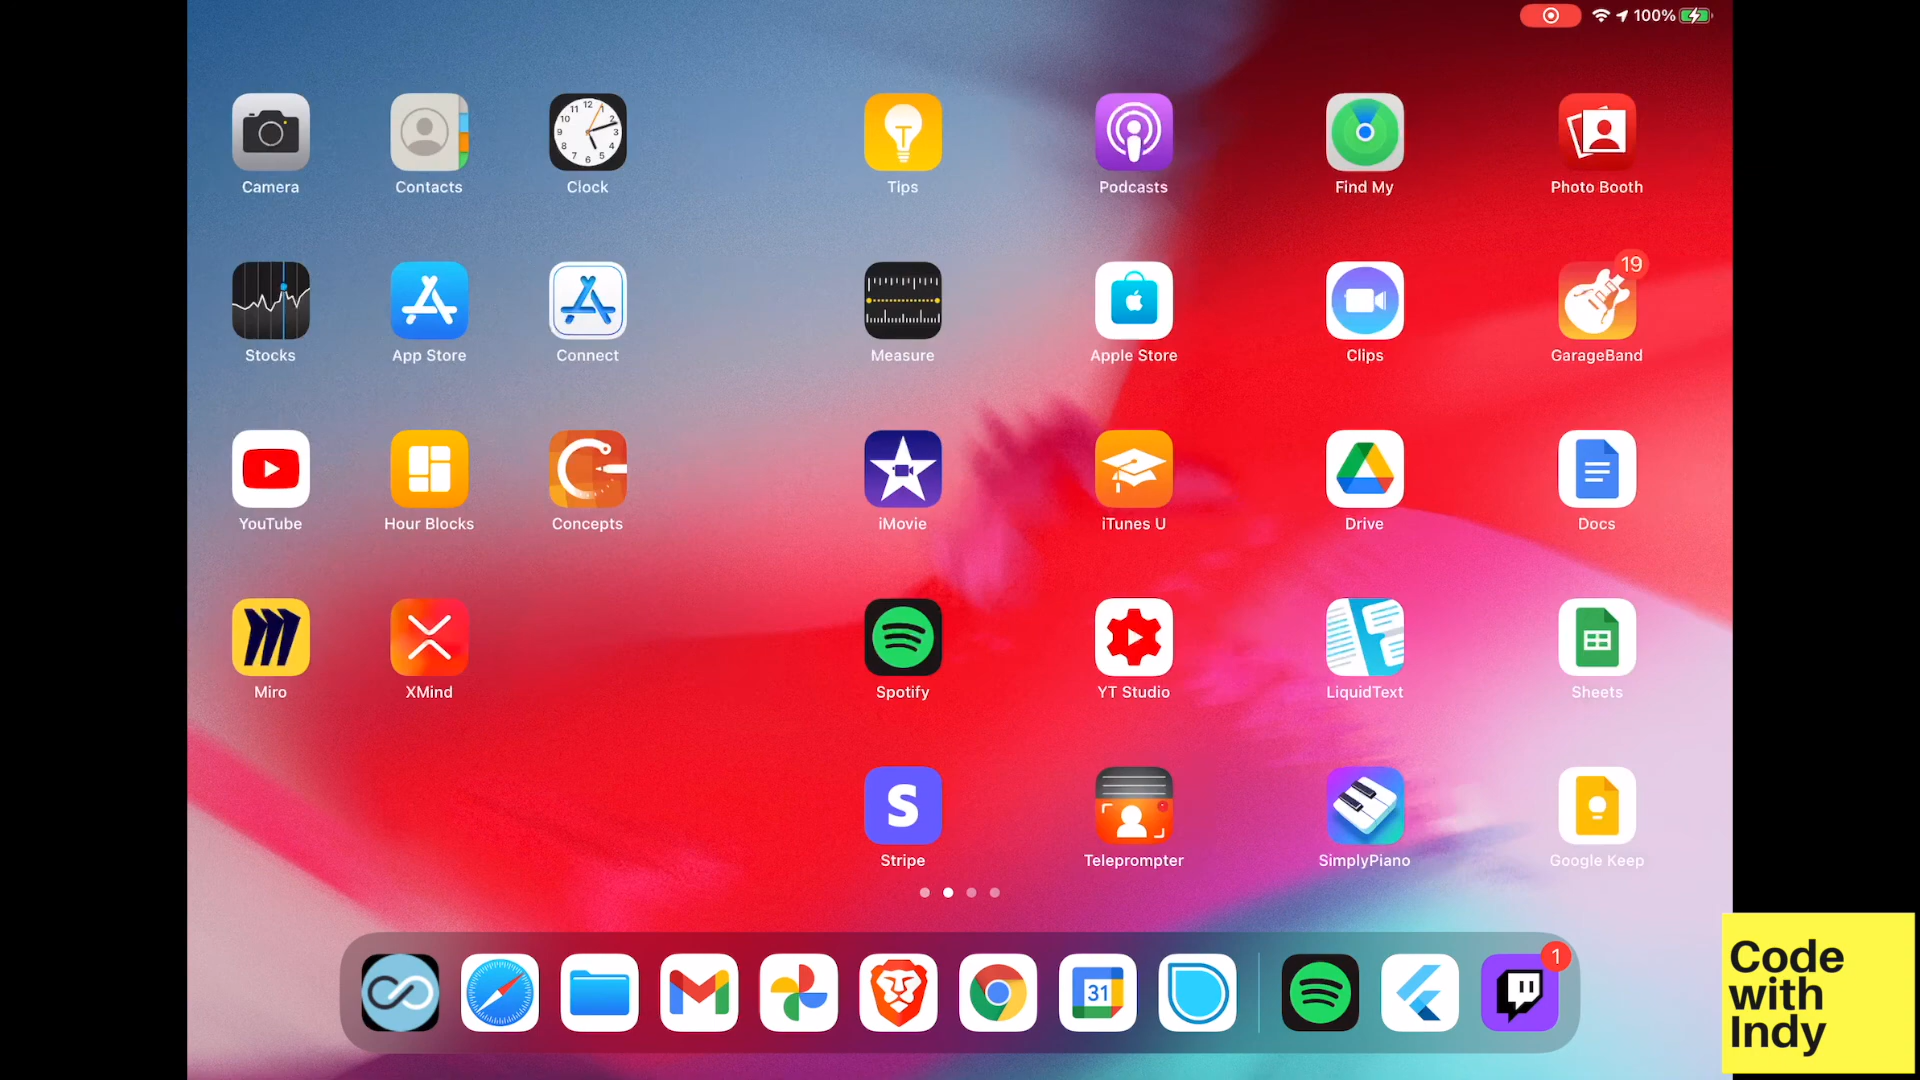 100%
Camera Contacts Clock Tips Podcasts Find My Photo Booth
19
Stocks App Store Connect Measure Apple Store Clips GarageBand
YouTube Hour Blocks Concepts iMovie iTunes U Drive Docs
Miro XMind Spotify YT Studio LiquidText Sheets
S
Stripe Teleprompter SimplyPiano Google Keep
31
1
Code
with
Indy